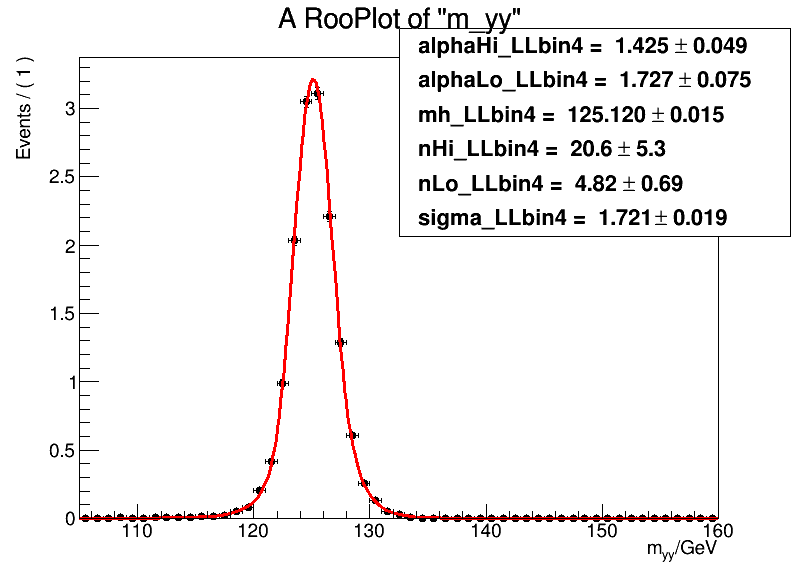 A RooPlot of "m_yy"
alphaHi_LLbin4 = 1.425 ± 0.049
alphaLo_LLbin4 = 1.727 ± 0.075
mh_LLbin4 = 125.120 ± 0.015
nHi_LLbin4 = 20.6 ± 5.3
nLo_LLbin4 = 4.82 ± 0.69
sigma_LLbin4 = 1.721 ± 0.019
Events / ( 1 )
3
2.5
2
1.5
1
0.5
0
110 120 130 140 150 160
m_yy/GeV